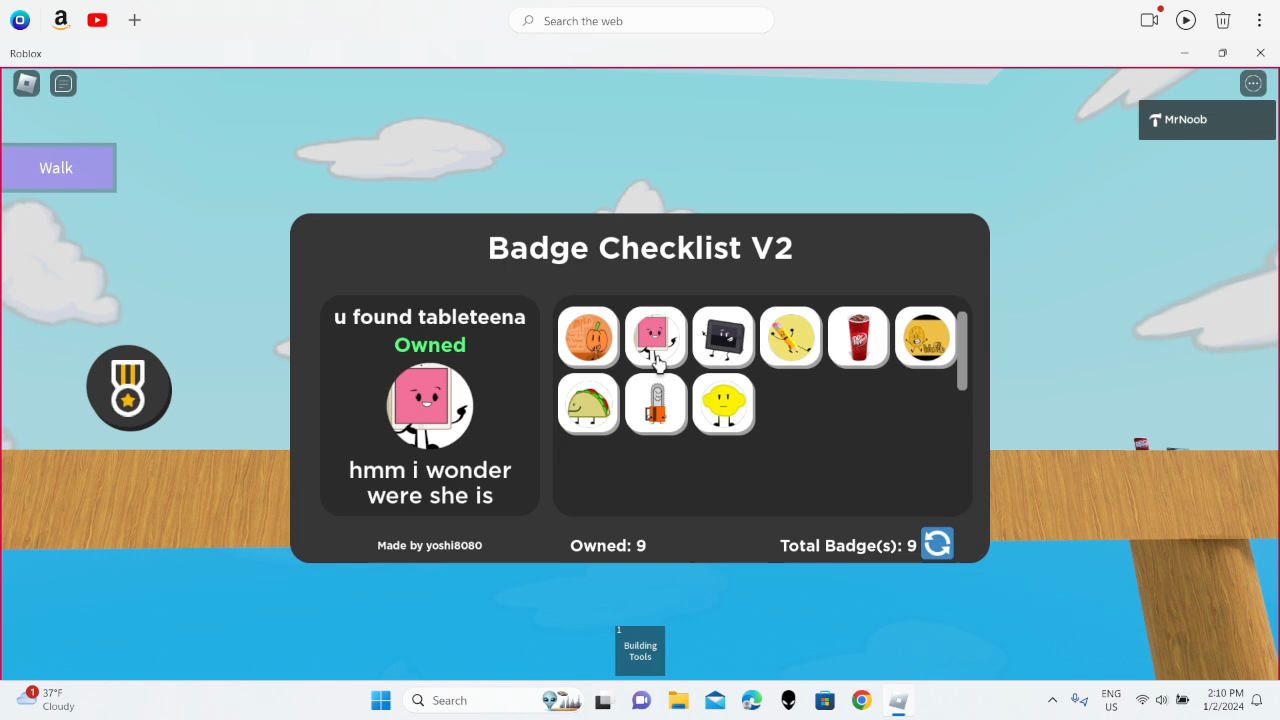 Search the web
Roblox
MrNoob
Walk
Badge Checklist V2
u found tableteena
Owned
hmm i wonder
were she is
Made by yoshi8080
Owned: 9
Total Badge(s): 9
1
Building
Tools
1
37°F
Cloudy
Search
ENG
US
2:10 PM
1/2/2024